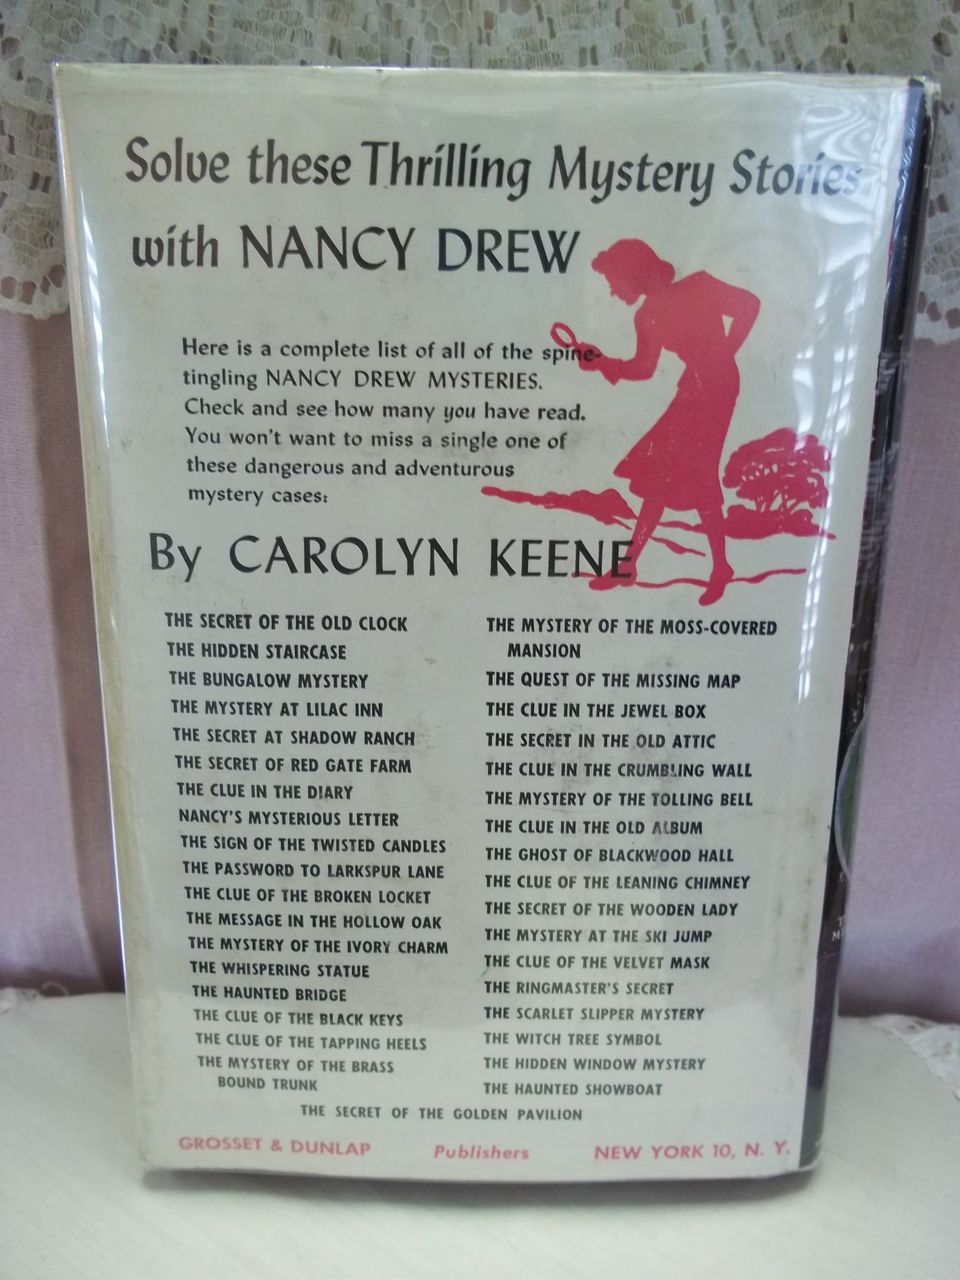 Solve these Thrilling Mystery Stories
with NANCY DREW
Here is a complete list of all of the spine-
tingling NANCY DREW MYSTERIES.
Check and see how many you have read.
You won't want to miss a single one of
these dangerous and adventurous
mystery cases:
By CAROLYN KEENE
THE SECRET OF THE OLD CLOCK
THE HIDDEN STAIRCASE
THE BUNGALOW MYSTERY
THE MYSTERY AT LILAC INN
THE SECRET AT SHADOW RANCH
THE SECRET OF RED GATE FARM
THE CLUE IN THE DIARY
NANCY'S MYSTERIOUS LETTER
THE SIGN OF THE TWISTED CANDLES
THE PASSWORD TO LARKSPUR LANE
THE CLUE OF THE BROKEN LOCKET
THE MESSAGE IN THE HOLLOW OAK
THE MYSTERY OF THE IVORY CHARM
THE WHISPERING STATUE
THE HAUNTED BRIDGE
THE CLUE OF THE BLACK KEYS
THE CLUE OF THE TAPPING HEELS
THE MYSTERY OF THE BRASS
BOUND TRUNK
THE MYSTERY OF THE MOSS-COVERED
MANSION
THE QUEST OF THE MISSING MAP
THE CLUE IN THE JEWEL BOX
THE SECRET IN THE OLD ATTIC
THE CLUE IN THE CRUMBLING WALL
THE MYSTERY OF THE TOLLING BELL
THE CLUE IN THE OLD ALBUM
THE GHOST OF BLACKWOOD HALL
THE CLUE OF THE LEANING CHIMNEY
THE SECRET OF THE WOODEN LADY
THE MYSTERY AT THE SKI JUMP
THE CLUE OF THE VELVET MASK
THE RINGMASTER'S SECRET
THE SCARLET SLIPPER MYSTERY
THE WITCH TREE SYMBOL
THE HIDDEN WINDOW MYSTERY
THE HAUNTED SHOWBOAT
THE SECRET OF THE GOLDEN PAVILION
GROSSET & DUNLAP Publishers NEW YORK 10, N. Y.